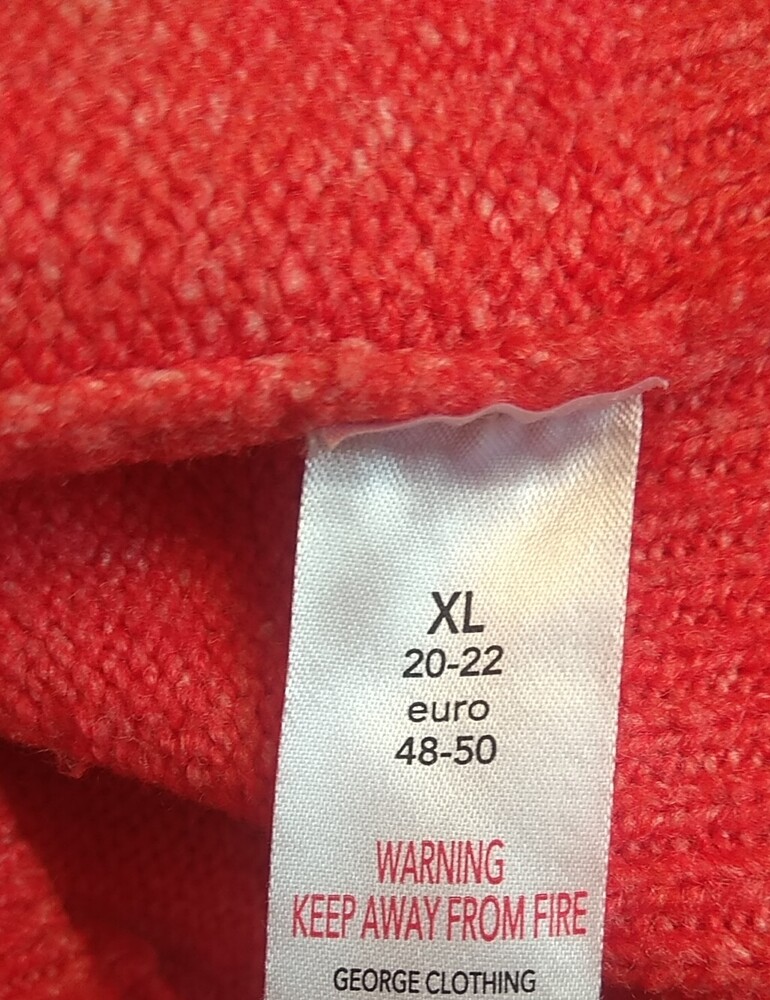 XL
20-22
euro
48-50
WARNING
KEEP AWAY FROM FIRE
GEORGE CLOTHING